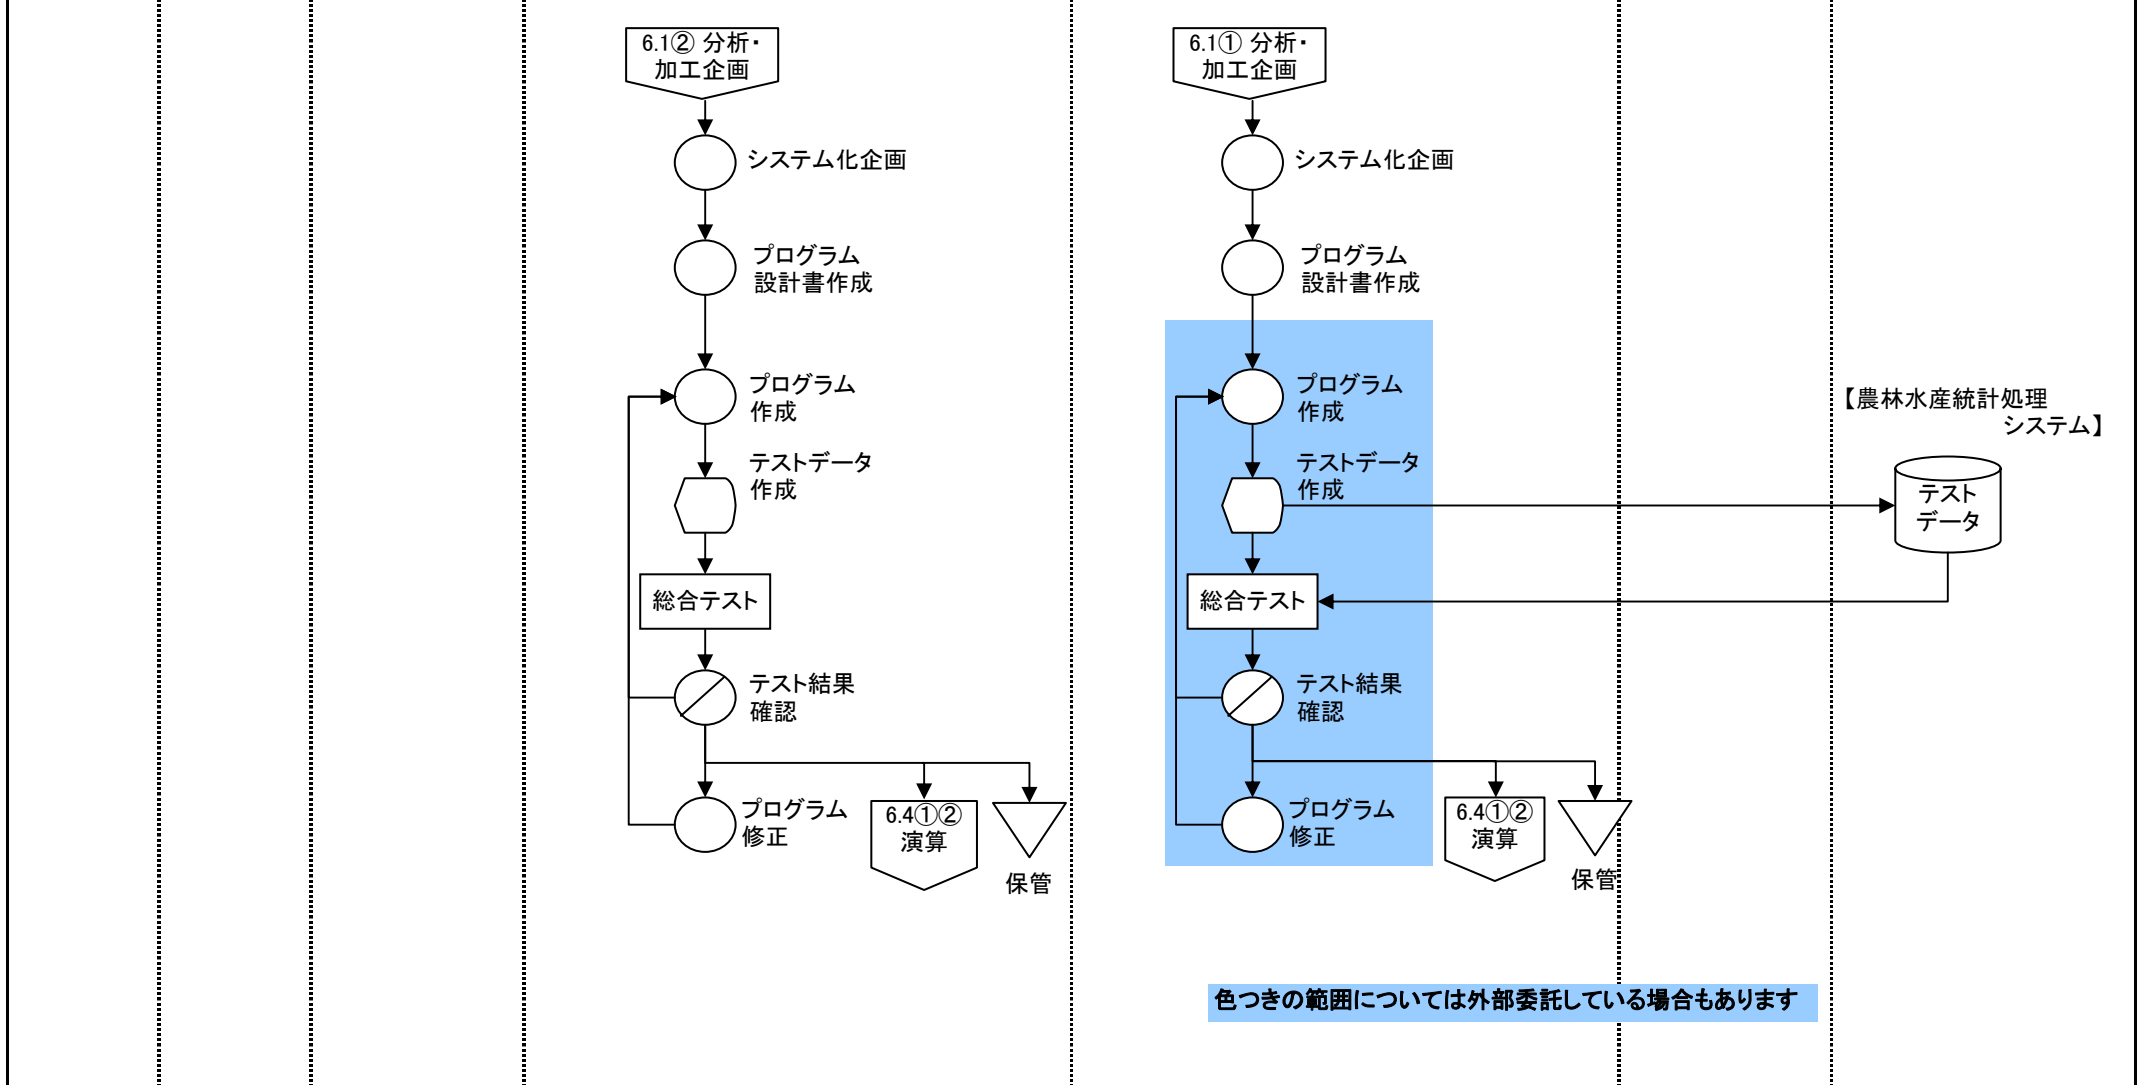 6.1② 分析・
加工企画
システム化企画
プログラム
設計書作成
プログラム
作成
テストデータ
作成
総合テスト
テスト結果
確認
プログラム
修正
6.4①②
演算
保管
6.1① 分析・
加工企画
システム化企画
プログラム
設計書作成
プログラム
作成
テストデータ
作成
総合テスト
テスト結果
確認
プログラム
修正
6.4①②
演算
保管
【農林水産統計処理
システム】
テスト
データ
色つきの範囲については外部委託している場合もあります